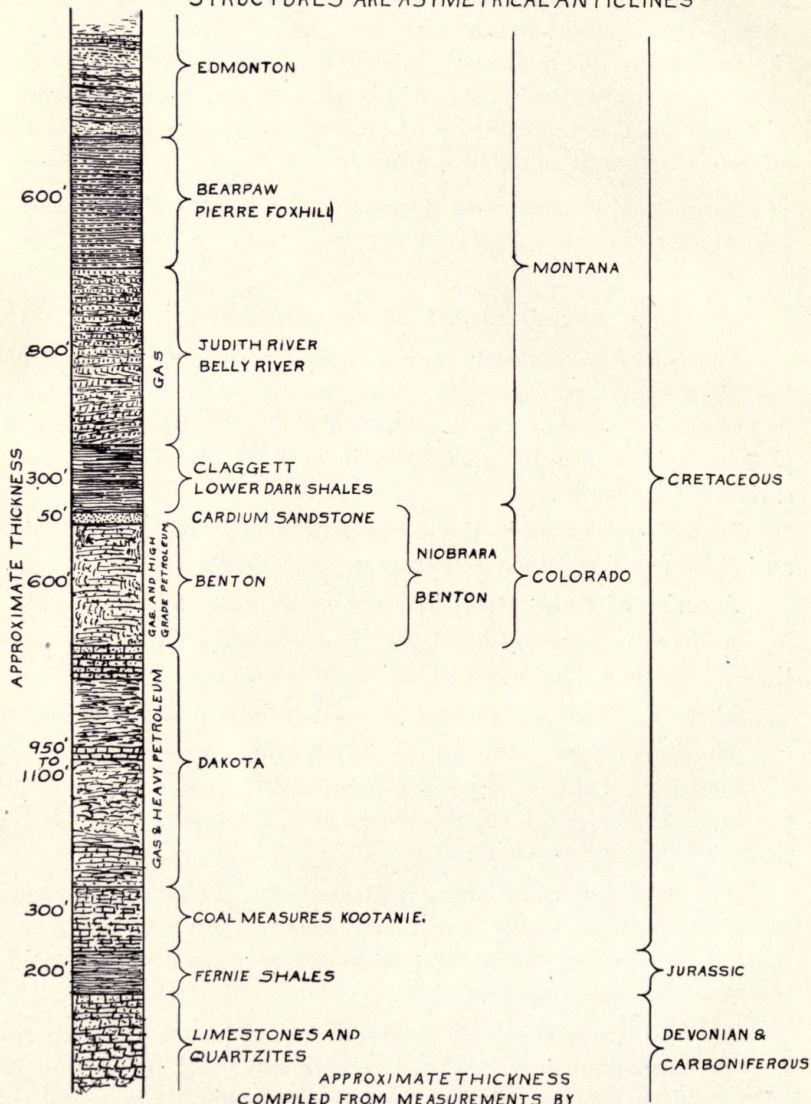 STRUCTURES ARE ASYMETRICAL ANTICLINES
EDMONTON
600'
BEARPAW
PIERRE FOXHILL
MONTANA
800'
GAS
JUDITH RIVER
BELLY RIVER
APPROXIMATE THICKNESS
300'
CLAGGETT
LOWER DARK SHALES
CRETACEOUS
50'
CARDIUM SANDSTONE
600'
GAS. AND HIGH
GRADE PETROLEUM
BENTON
NIOBRARA
BENTON
COLORADO
950'
TO
1100'
GAS & HEAVY PETROLEUM
DAKOTA
300'
COAL MEASURES KOOTANIE.
200'
FERNIE SHALES
JURASSIC
LIMESTONES AND
QUARTZITES
DEVONIAN &
CARBONIFEROUS
APPROXIMATE THICKNESS
COMPILED FROM MEASUREMENTS BY